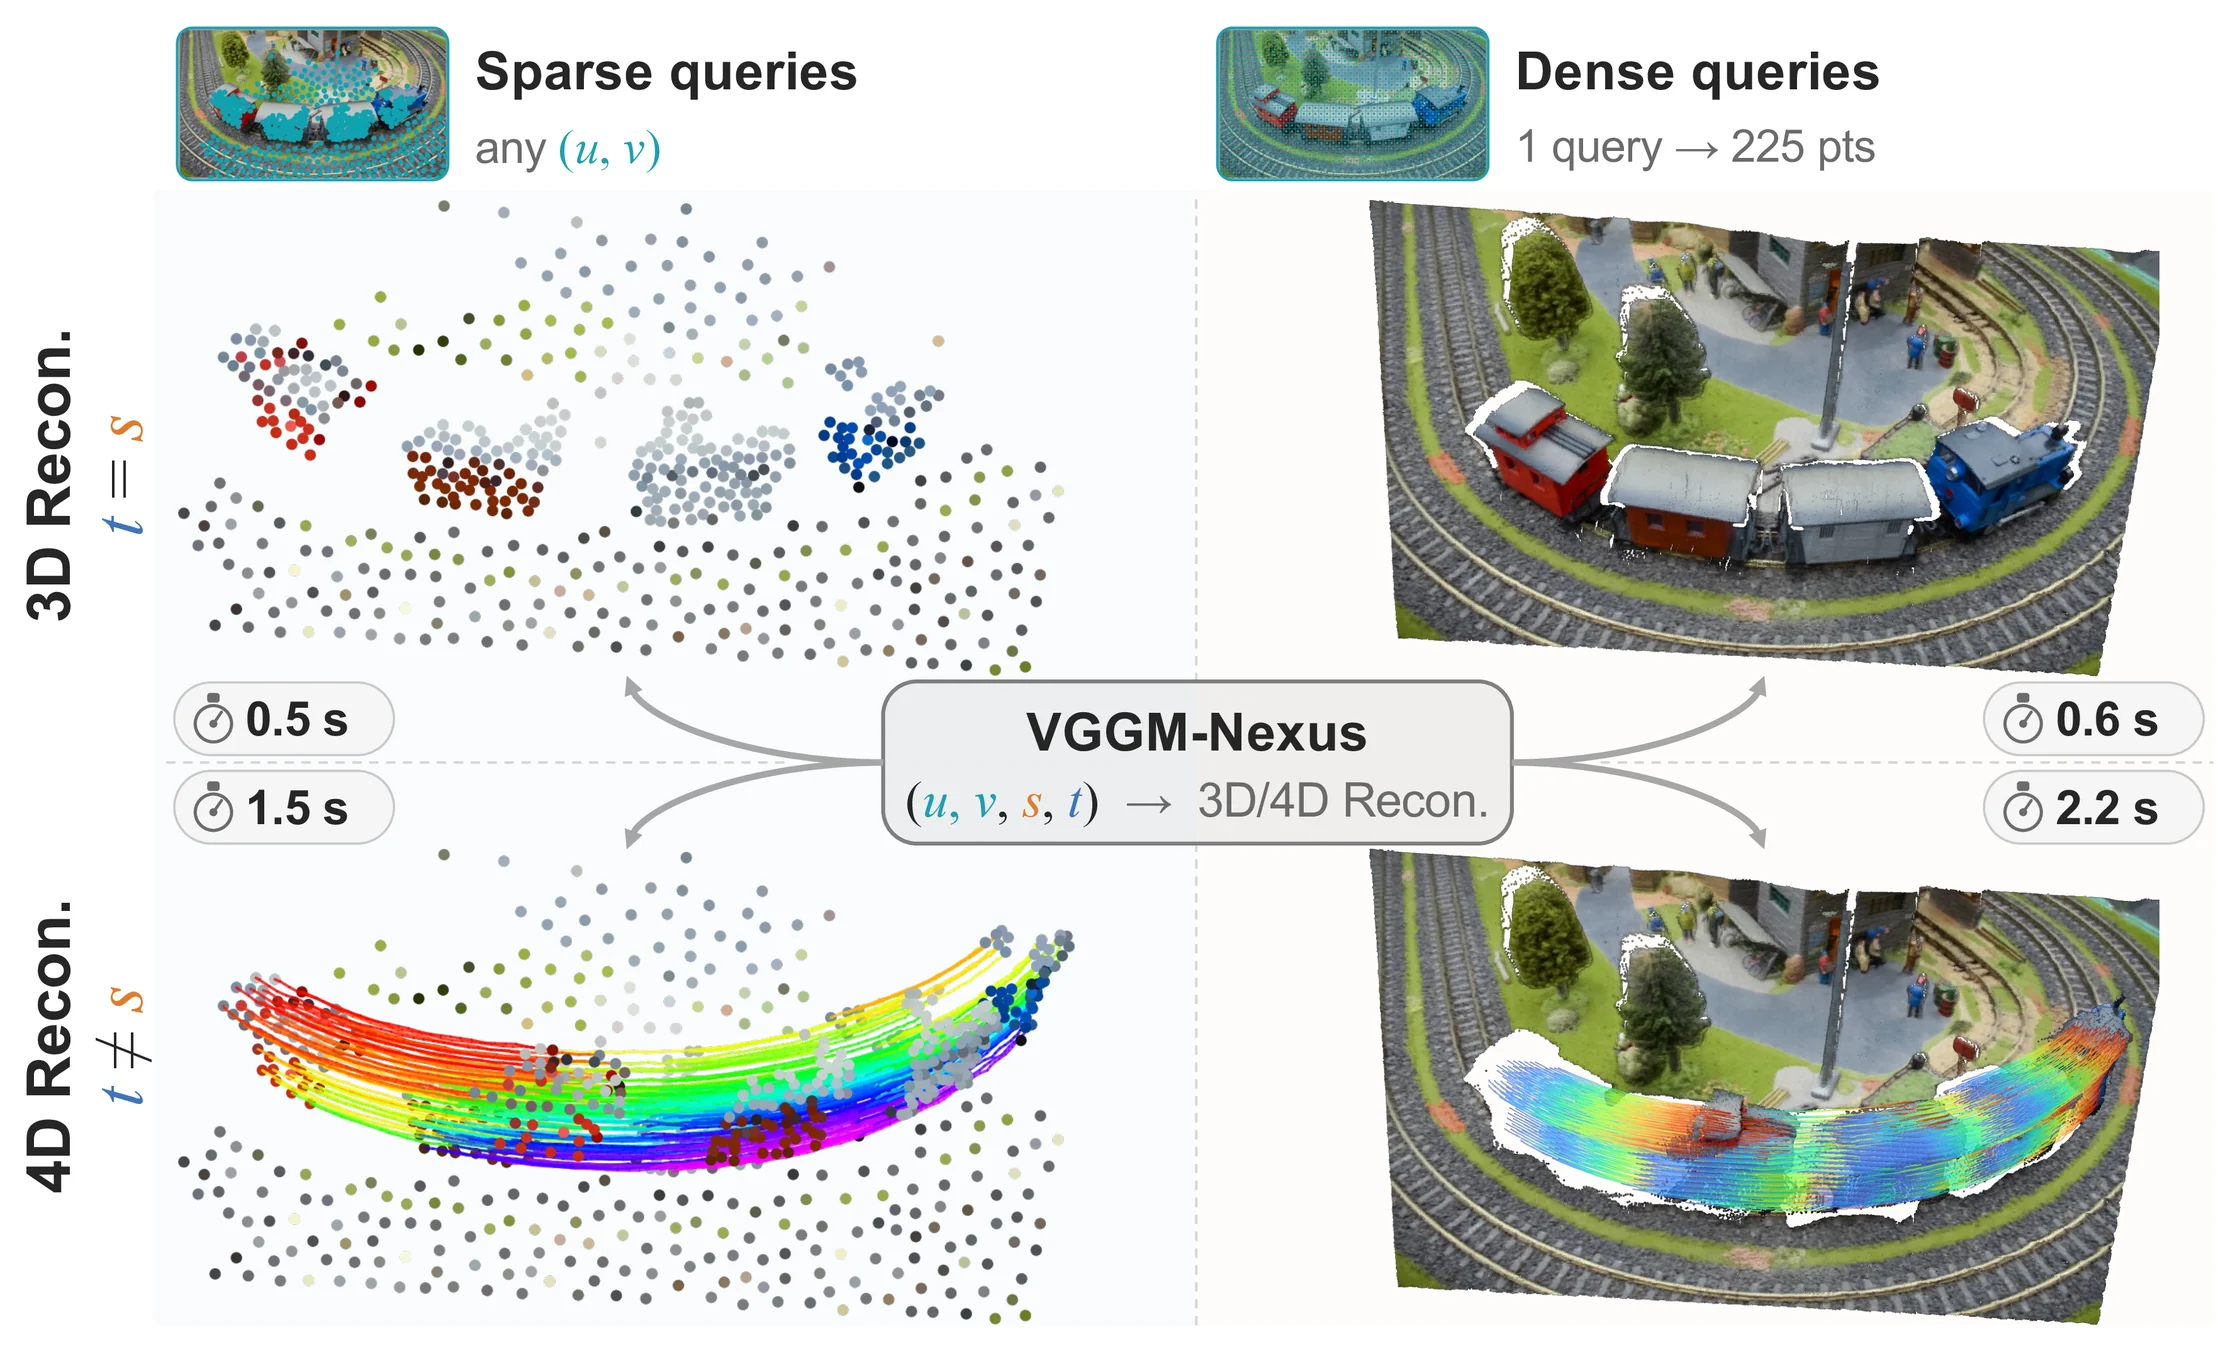 Sparse queries
any (u, v)
Dense queries
1 query → 225 pts
3D Recon.
t = s
0.5 s
0.6 s
VGGM-Nexus
(u, v, s, t) → 3D/4D Recon.
1.5 s
2.2 s
4D Recon.
t ≠ s